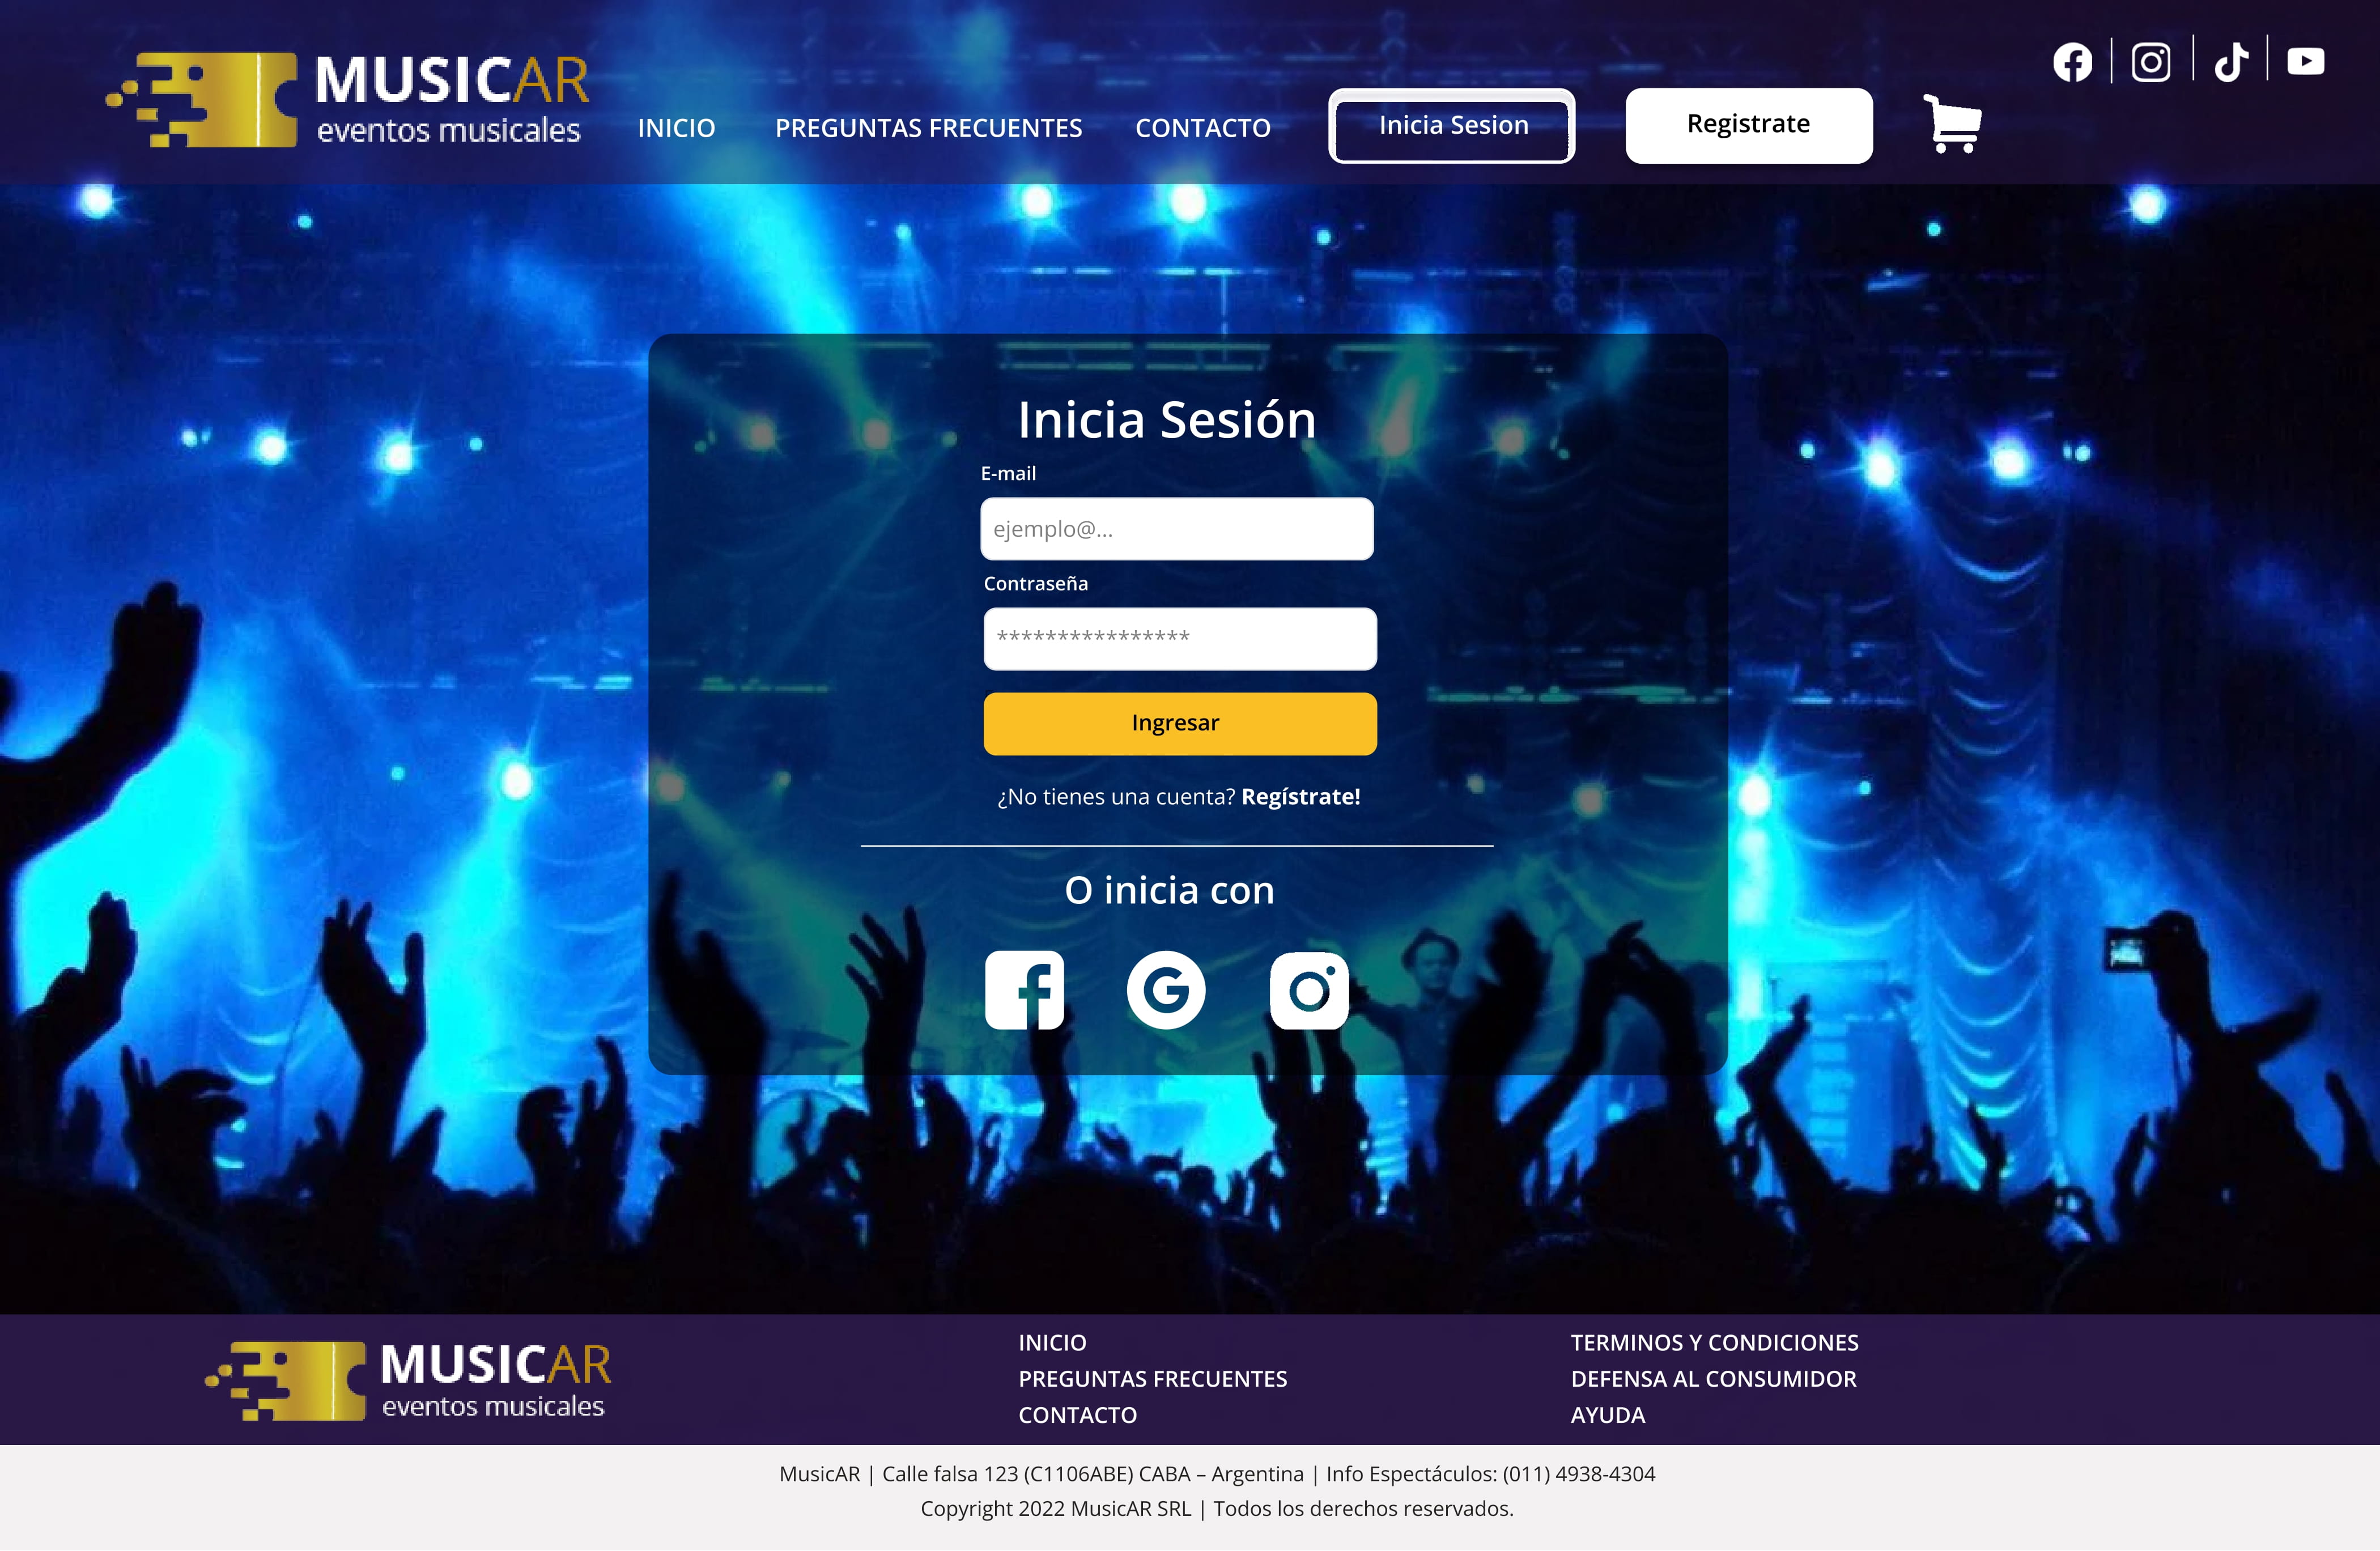 MUSICAR
eventos musicales
INICIO
PREGUNTAS FRECUENTES
CONTACTO
Inicia Sesion
Registrate
Inicia Sesión
E-mail
ejemplo@...
Contraseña
****************
Ingresar
¿No tienes una cuenta? Regístrate!
O inicia con
MUSICAR
eventos musicales
INICIO
PREGUNTAS FRECUENTES
CONTACTO
TERMINOS Y CONDICIONES
DEFENSA AL CONSUMIDOR
AYUDA
MusicAR | Calle falsa 123 (C1106ABE) CABA – Argentina | Info Espectáculos: (011) 4938-4304
Copyright 2022 MusicAR SRL | Todos los derechos reservados.